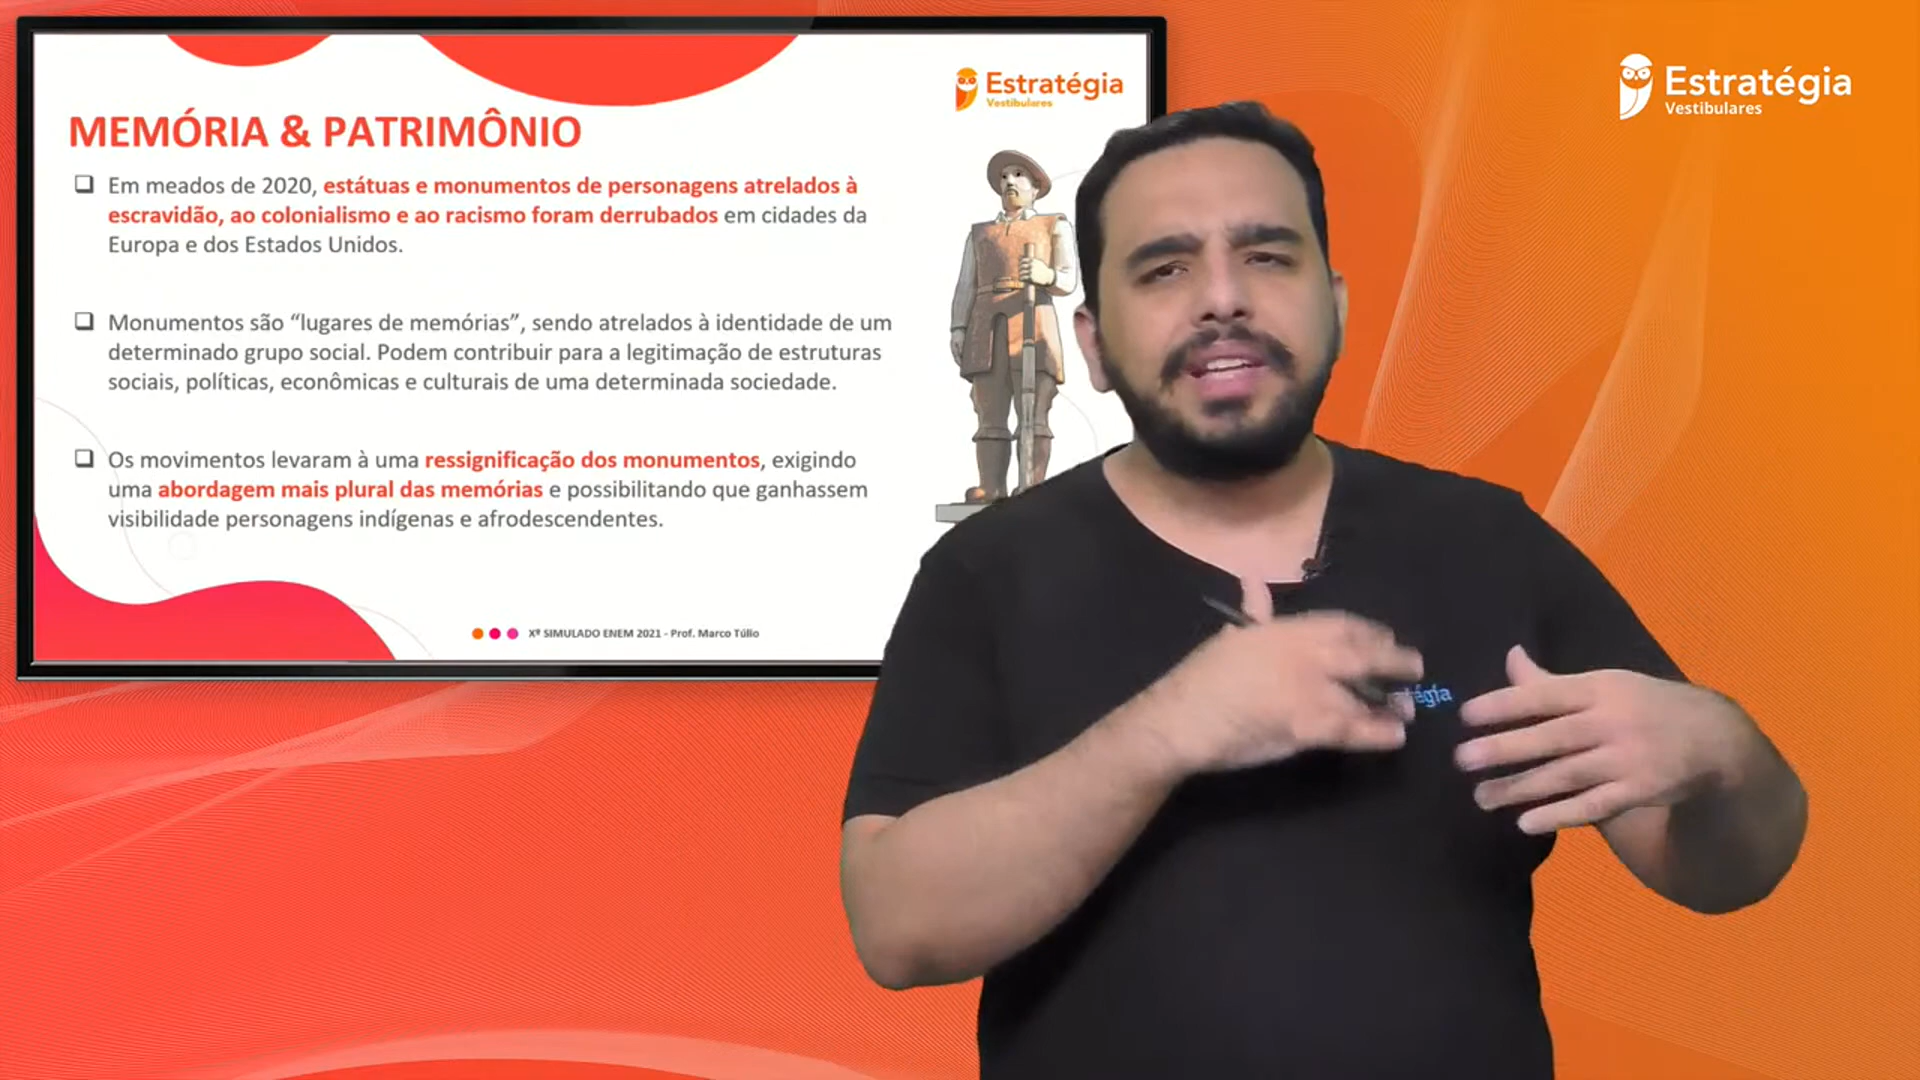 Estratégia
Vestibulares
MEMÓRIA & PATRIMÔNIO
Em meados de 2020, estátuas e monumentos de personagens atrelados à
escravidão, ao colonialismo e ao racismo foram derrubados em cidades da
Europa e dos Estados Unidos.
Monumentos são “lugares de memórias”, sendo atrelados à identidade de um
determinado grupo social. Podem contribuir para a legitimação de estruturas
sociais, políticas, econômicas e culturais de uma determinada sociedade.
Os movimentos levaram à uma ressignificação dos monumentos, exigindo
uma abordagem mais plural das memórias e possibilitando que ganhassem
visibilidade personagens indígenas e afrodescendentes.
Xº SIMULADO ENEM 2021 - Prof. Marco Túlio
Estratégia
Vestibulares